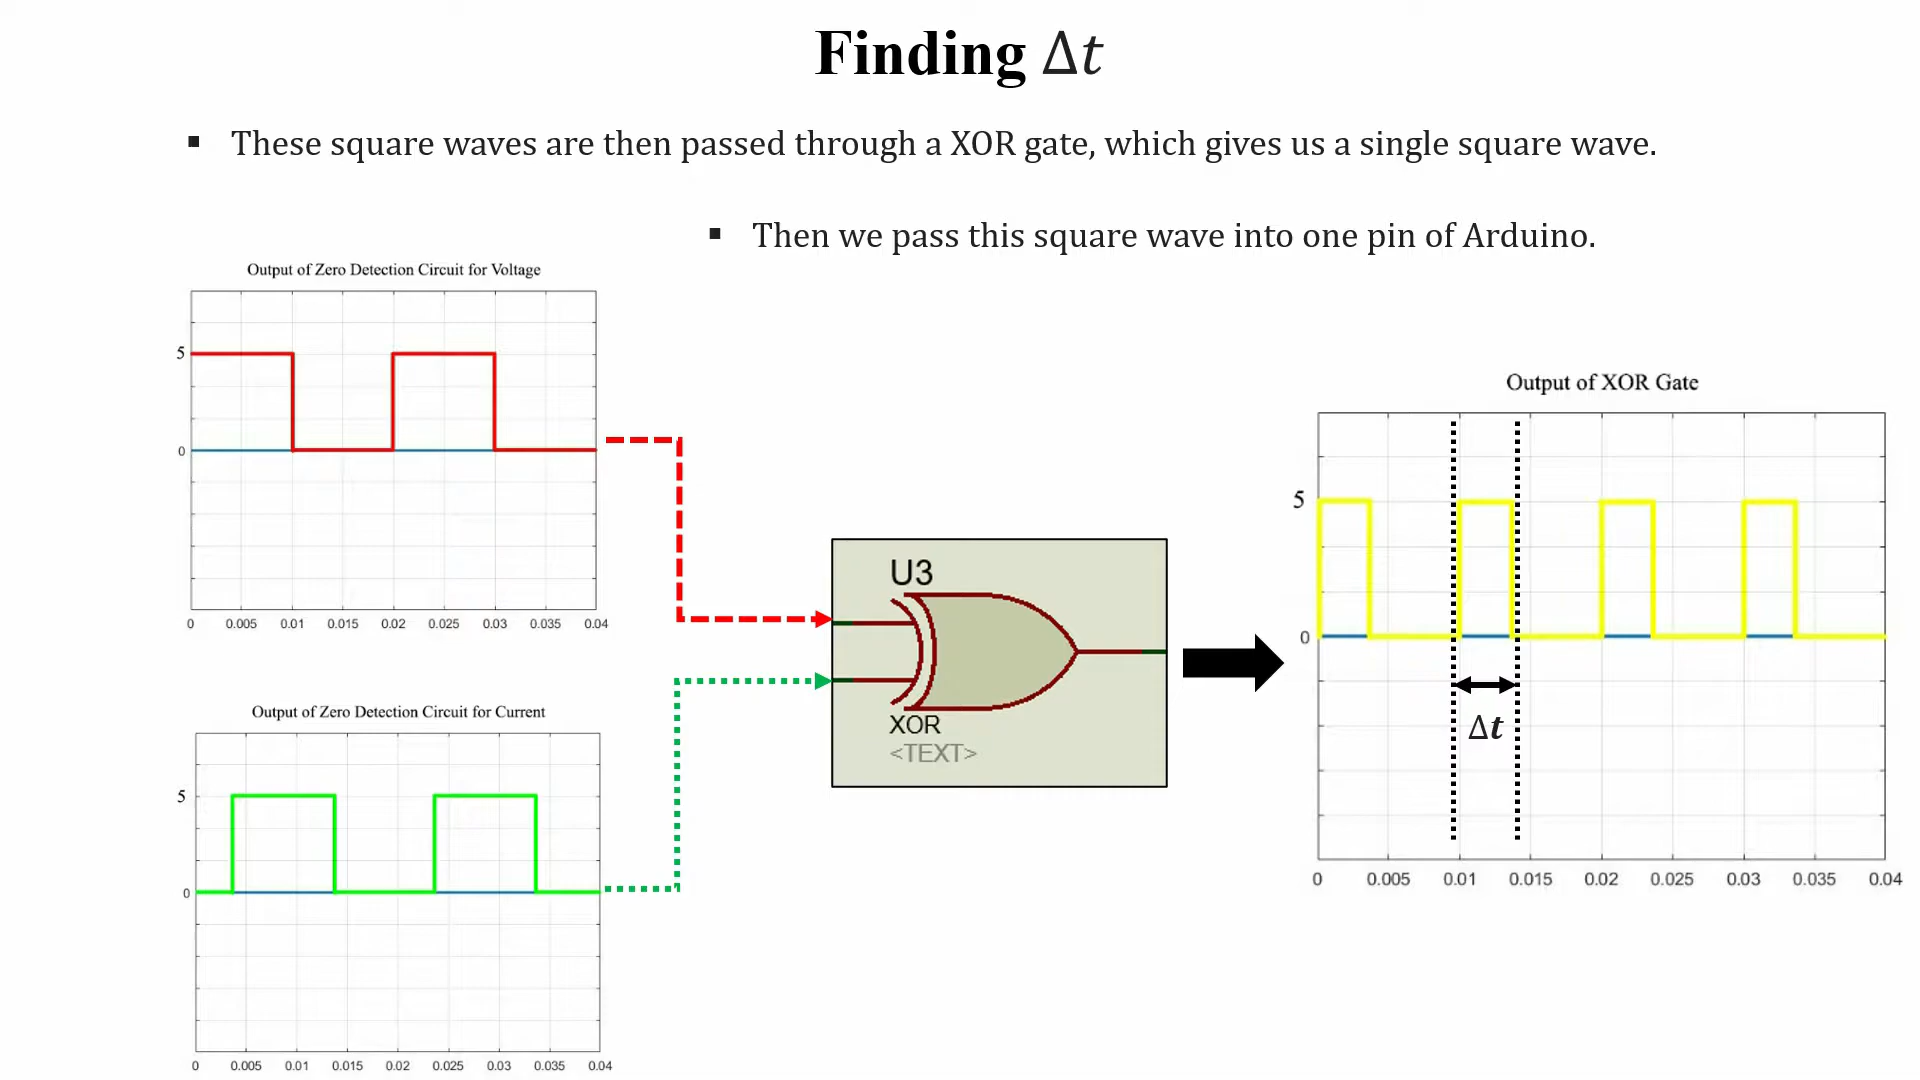 Finding Δt
▪ These square waves are then passed through a XOR gate, which gives us a single square wave.
▪ Then we pass this square wave into one pin of Arduino.
Output of Zero Detection Circuit for Voltage
5
0
0 0.005 0.01 0.015 0.02 0.025 0.03 0.035 0.04
Output of Zero Detection Circuit for Current
5
0
0 0.005 0.01 0.015 0.02 0.025 0.03 0.035 0.04
U3
XOR
<TEXT>
Output of XOR Gate
5
0
Δt
0 0.005 0.01 0.015 0.02 0.025 0.03 0.035 0.04